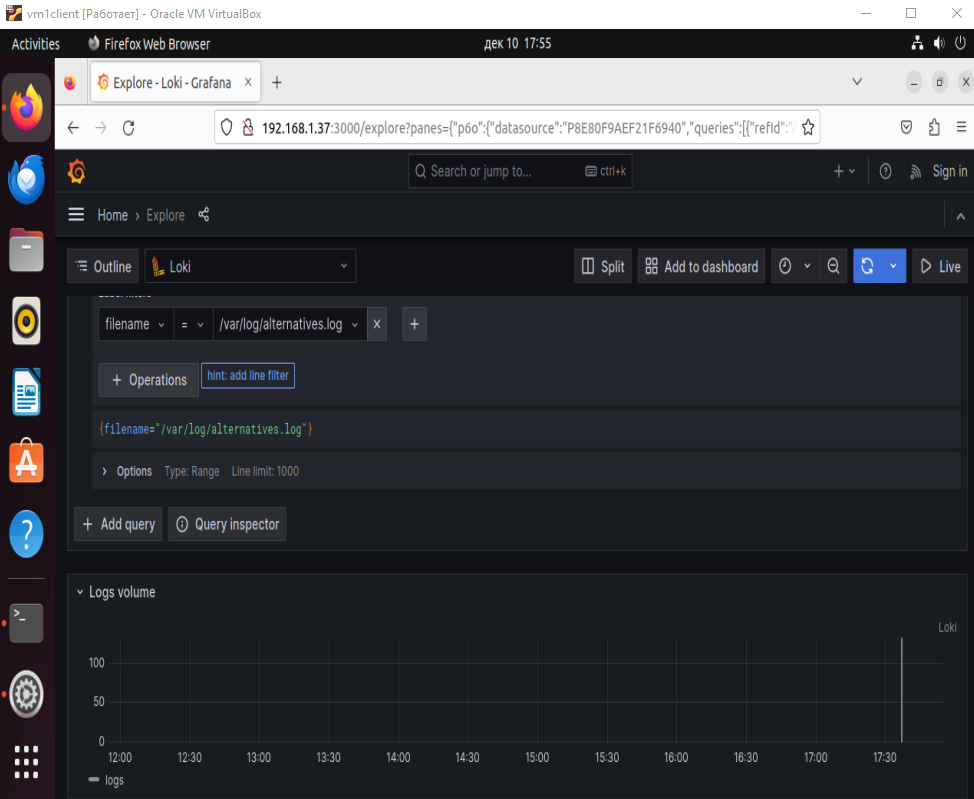 vm1client [Работает] - Oracle VM VirtualBox
Activities Firefox Web Browser дек 10 17:55
Explore - Loki - Grafana
192.168.1.37:3000/explore?panes={"p6o":{"datasource":"P8E80F9AEF21F6940","queries":[{"refId":"
Search or jump to... ctrl+k Sign in
Home › Explore
Outline Loki Split Add to dashboard Live
Label filters
filename = /var/log/alternatives.log x +
+ Operations hint: add line filter
{filename="/var/log/alternatives.log"}
Options Type: Range Line limit: 1000
+ Add query Query inspector
Logs volume
Loki
100
50
0
12:00 12:30 13:00 13:30 14:00 14:30 15:00 15:30 16:00 16:30 17:00 17:30
logs